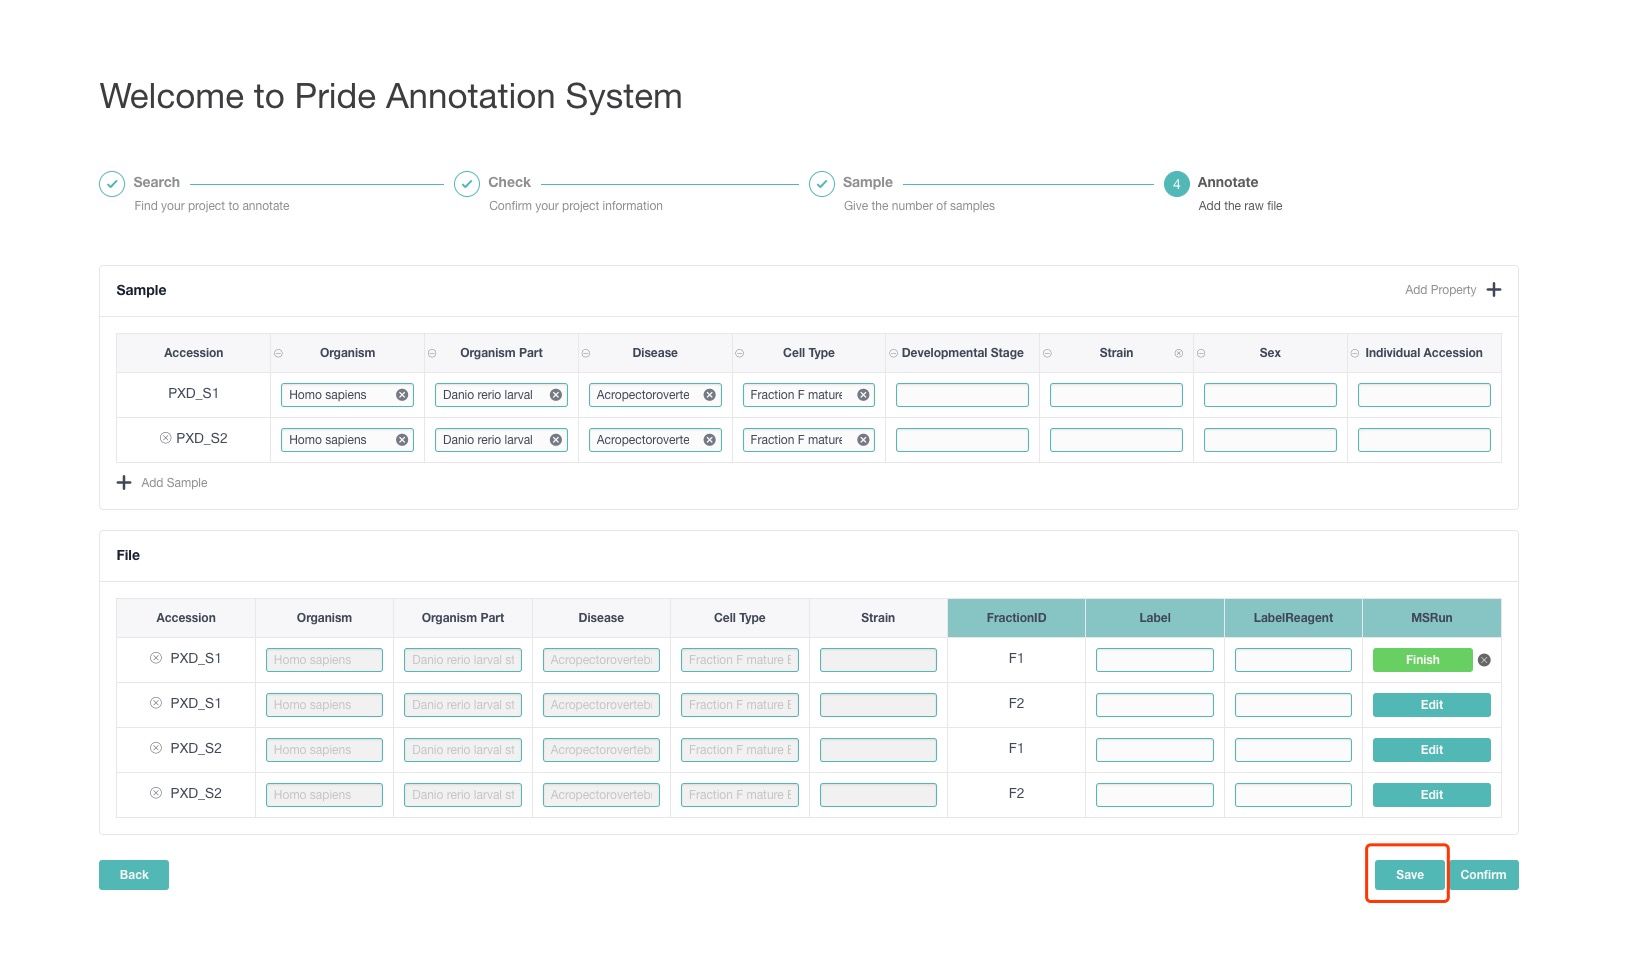 Welcome to Pride Annotation System
Search
Find your project to annotate
Check
Confirm your project information
Sample
Give the number of samples
4
Annotate
Add the raw file
Sample
Add Property
Accession Organism Organism Part Disease Cell Type Developmental Stage Strain Sex Individual Accession
PXD_S1 Homo sapiens Danio rerio larval Acropectoroverte Fraction F mature
PXD_S2 Homo sapiens Danio rerio larval Acropectoroverte Fraction F mature
Add Sample
File
Accession Organism Organism Part Disease Cell Type Strain FractionID Label LabelReagent MSRun
PXD_S1 Homo sapiens Danio rerio larval st Acropectoroverteb Fraction F mature E F1 Finish
PXD_S1 Homo sapiens Danio rerio larval st Acropectoroverteb Fraction F mature E F2 Edit
PXD_S2 Homo sapiens Danio rerio larval st Acropectoroverteb Fraction F mature E F1 Edit
PXD_S2 Homo sapiens Danio rerio larval st Acropectoroverteb Fraction F mature E F2 Edit
Back Save Confirm